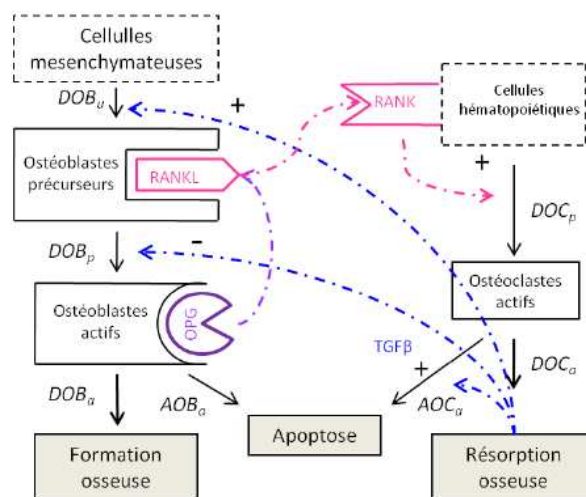 Cellules
mesenchymateuses
DOBu
+
RANK
Cellules
hématopoiétiques
Ostéoblastes
précurseurs
RANKL
+
DOCp
DOBp
-
Ostéoblastes
actifs
OPG
Ostéoclastes
actifs
TGFβ
+
DOBa
AOBa
AOCa
DOCa
Apoptose
Formation
osseuse
Résorption
osseuse